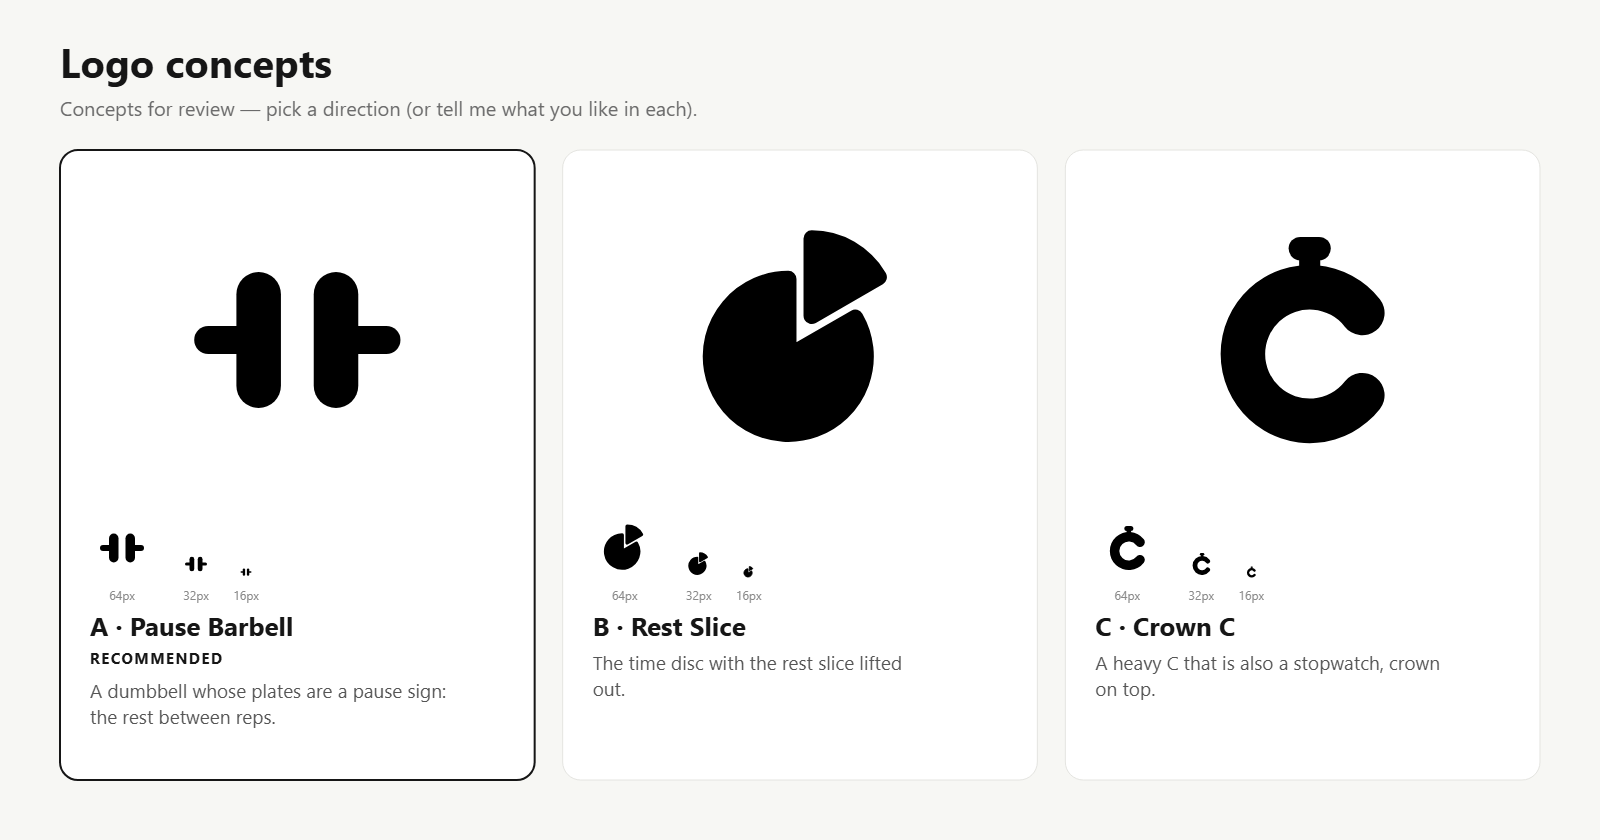 Logo concepts
Concepts for review — pick a direction (or tell me what you like in each).
64px 32px 16px
A · Pause Barbell
RECOMMENDED
A dumbbell whose plates are a pause sign:
the rest between reps.
64px 32px 16px
B · Rest Slice
The time disc with the rest slice lifted
out.
64px 32px 16px
C · Crown C
A heavy C that is also a stopwatch, crown
on top.